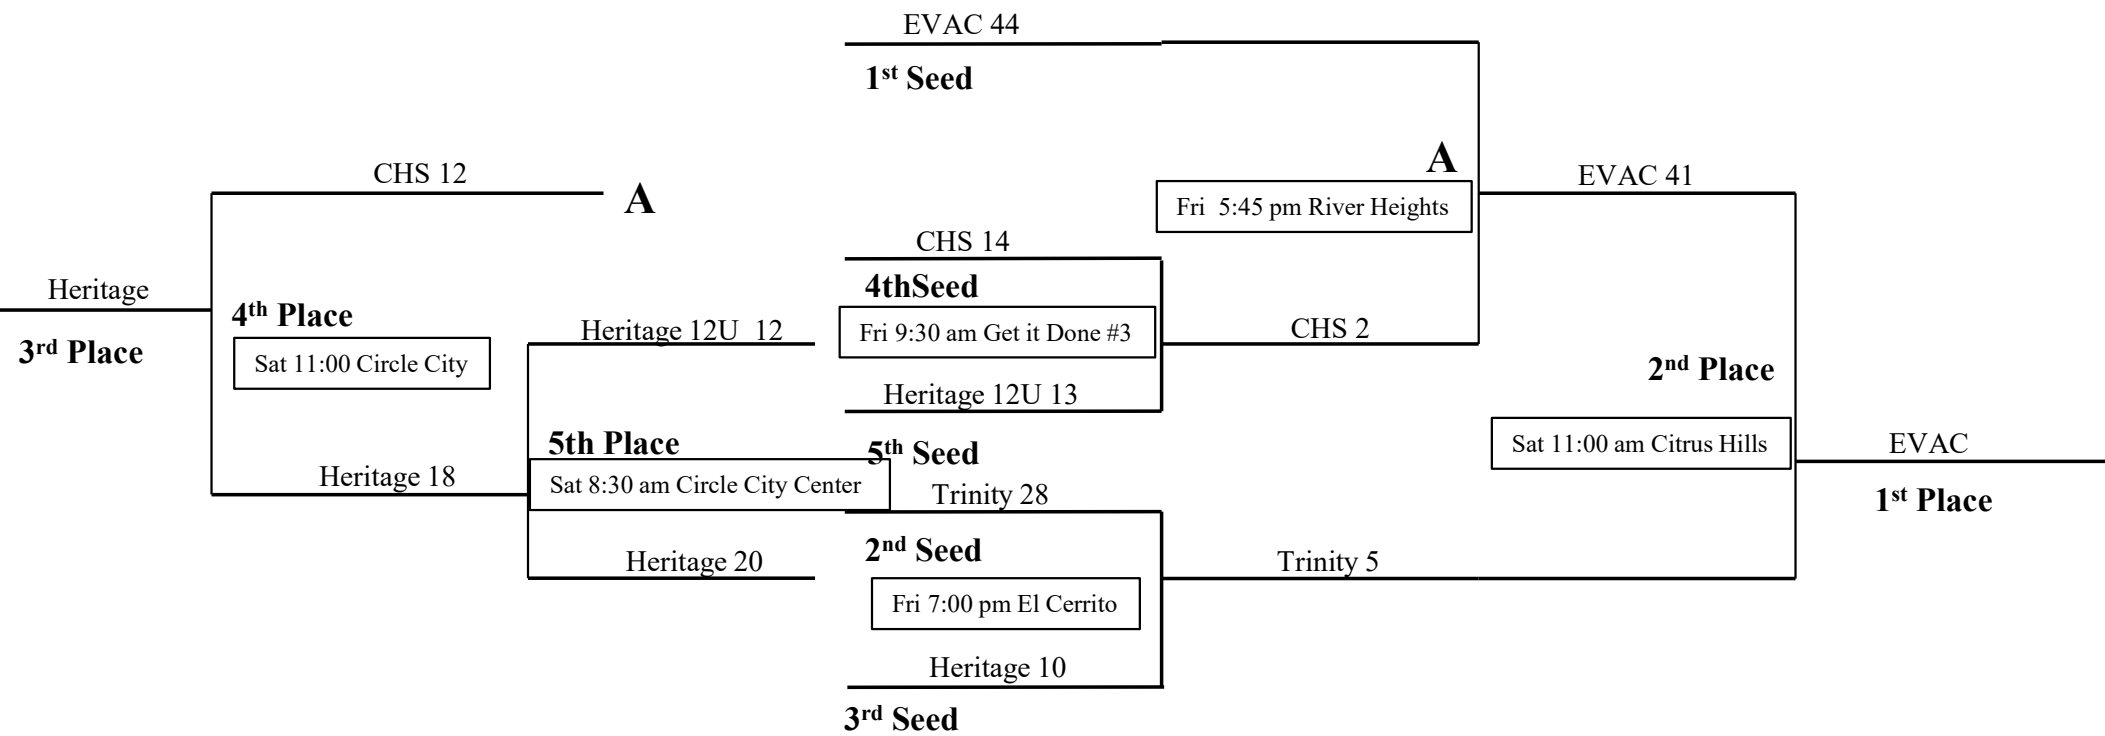 EVAC 44
1st Seed
A
CHS 12
A
EVAC 41
Fri  5:45 pm River Heights
CHS 14
4thSeed
Heritage
4th Place
3rd Place
Sat 11:00 Circle City
Heritage 12U  12
Fri 9:30 am Get it Done #3
CHS 2
2nd Place
Heritage 12U 13
5th Place
5th Seed
Sat 11:00 am Citrus Hills
EVAC
1st Place
Heritage 18
Sat 8:30 am Circle City Center
Trinity 28
2nd Seed
Heritage 20
Trinity 5
Fri 7:00 pm El Cerrito
Heritage 10
3rd Seed